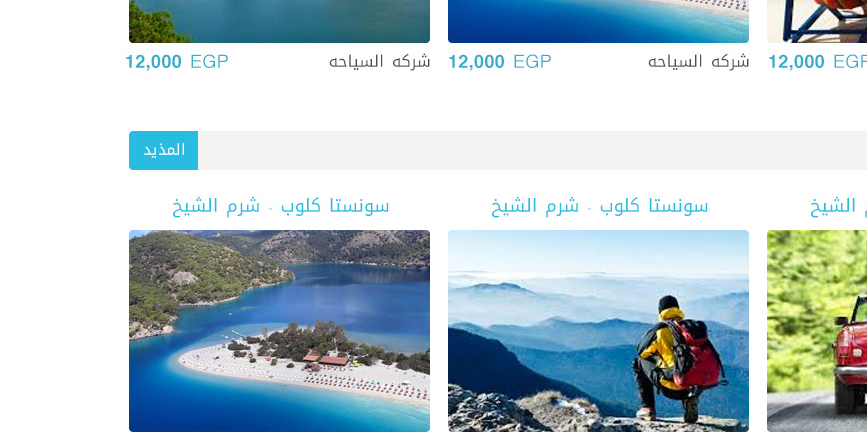 شركه السياحه 12,000 EGP
شركه السياحه 12,000 EGP
12,000 EGP
المذيد
سونستا كلوب - شرم الشيخ
سونستا كلوب - شرم الشيخ
الشيخ